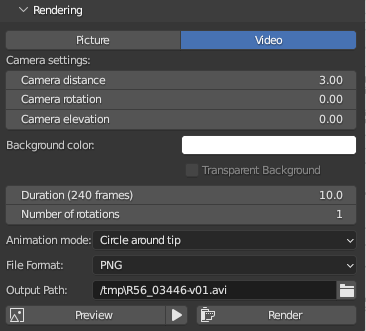 Rendering
Picture Video
Camera settings:
Camera distance 3.00
Camera rotation 0.00
Camera elevation 0.00
Background color:
Transparent Background
Duration (240 frames) 10.0
Number of rotations 1
Animation mode: Circle around tip
File Format: PNG
Output Path: /tmp\R56_03446-v01.avi
Preview Render